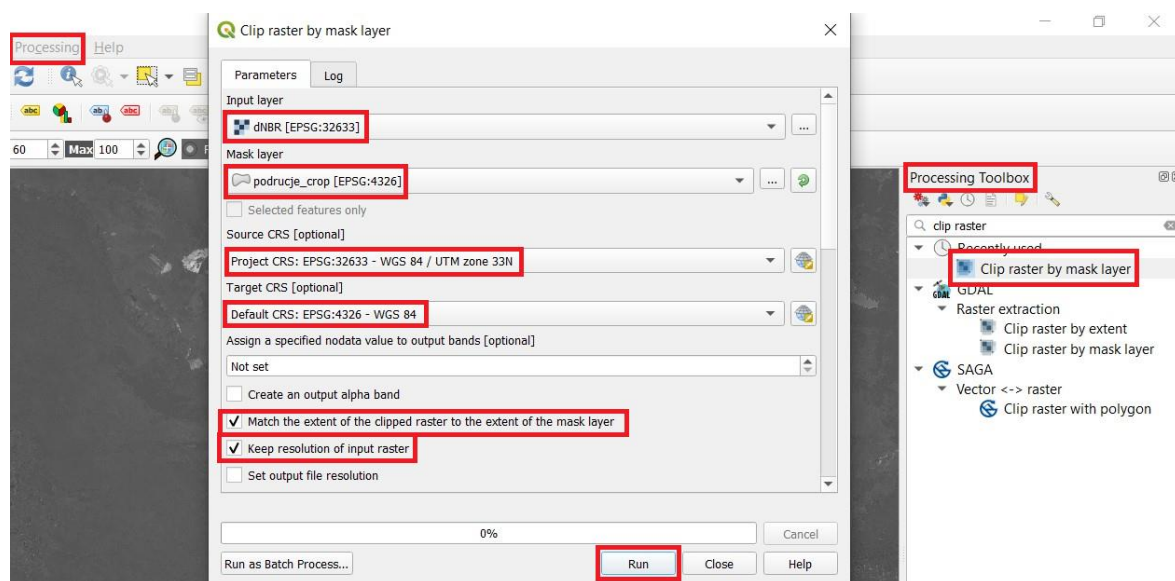 Clip raster by mask layer
Processing Help
Parameters Log
Input layer
dNBR [EPSG:32633]
...
Mask layer
podrucje_crop [EPSG:4326]
...
Selected features only
Source CRS [optional]
Project CRS: EPSG:32633 - WGS 84 / UTM zone 33N
Target CRS [optional]
Default CRS: EPSG:4326 - WGS 84
Assign a specified nodata value to output bands [optional]
Not set
Create an output alpha band
Match the extent of the clipped raster to the extent of the mask layer
Keep resolution of input raster
Set output file resolution
0%
Cancel
Run as Batch Process...
Run
Close
Help
abc
ab
abc
60
Max 100
Processing Toolbox
clip raster
Recently used
Clip raster by mask layer
GDAL
Raster extraction
Clip raster by extent
Clip raster by mask layer
SAGA
Vector <-> raster
Clip raster with polygon